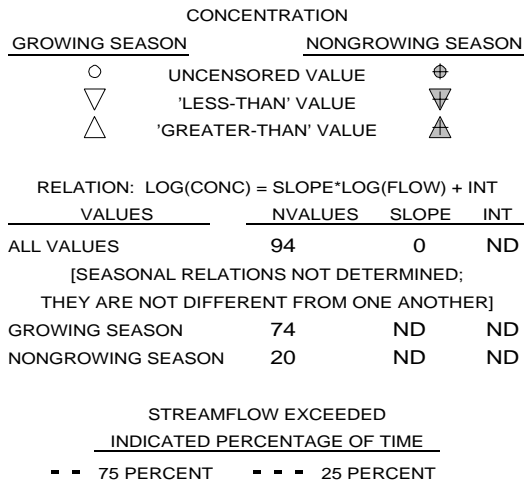 CONCENTRATION
GROWING SEASON NONGROWING SEASON
UNCENSORED VALUE
'LESS-THAN' VALUE
'GREATER-THAN' VALUE
RELATION: LOG(CONC) = SLOPE*LOG(FLOW) + INT
VALUES NVALUES SLOPE INT
ALL VALUES 94 0 ND
[SEASONAL RELATIONS NOT DETERMINED;
THEY ARE NOT DIFFERENT FROM ONE ANOTHER]
GROWING SEASON 74 ND ND
NONGROWING SEASON 20 ND ND
STREAMFLOW EXCEEDED
INDICATED PERCENTAGE OF TIME
75 PERCENT 25 PERCENT